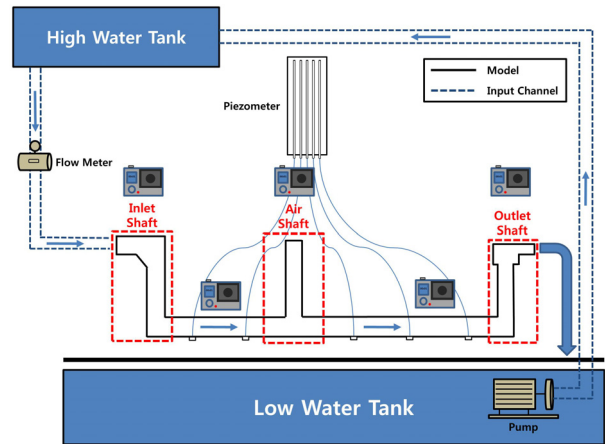 High Water Tank
Model
Input Channel
Piezometer
Flow Meter
Inlet
Shaft
Air
Shaft
Outlet
Shaft
Low Water Tank
Pump